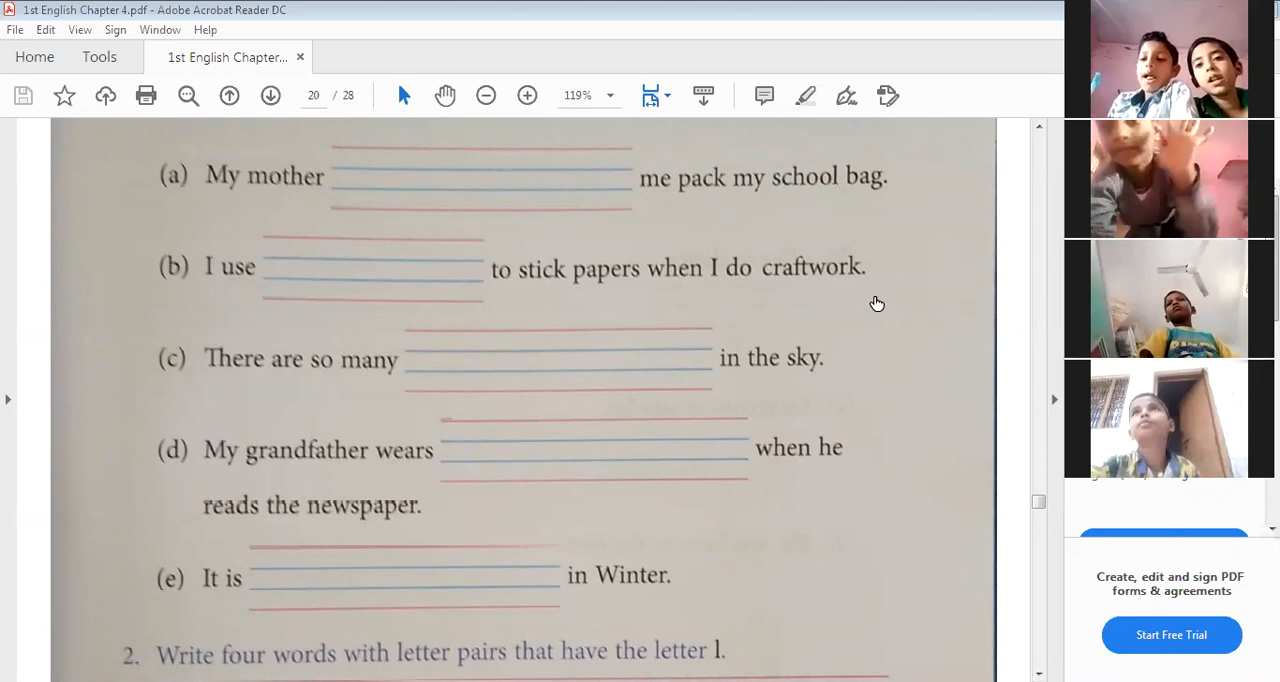 1st English Chapter 4.pdf - Adobe Acrobat Reader DC
File Edit View Sign Window Help
Home Tools 1st English Chapter... ×
20 / 28 119%
(a) My mother me pack my school bag.
(b) I use to stick papers when I do craftwork.
(c) There are so many in the sky.
(d) My grandfather wears when he
reads the newspaper.
(e) It is in Winter.
2. Write four words with letter pairs that have the letter l.
Create, edit and sign PDF
forms & agreements
Start Free Trial